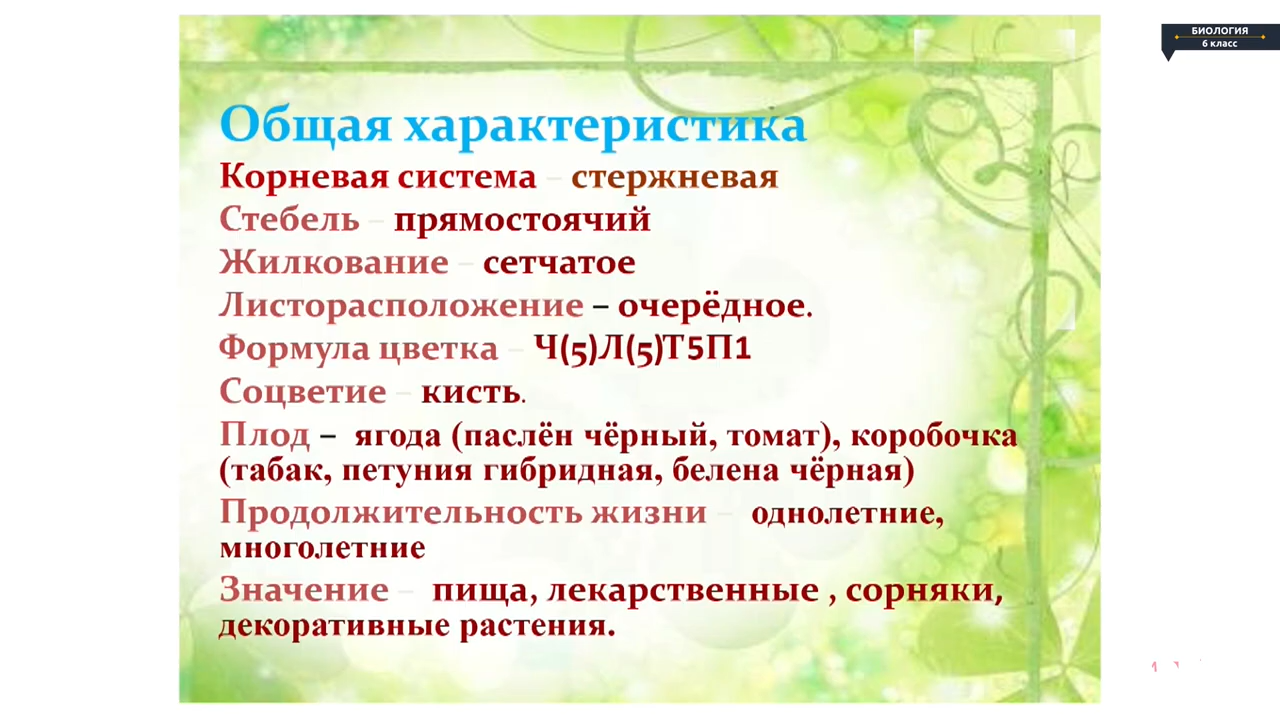 БИОЛОГИЯ
6 класс
Общая характеристика
Корневая система – стержневая
Стебель – прямостоячий
Жилкование – сетчатое
Листорасположение – очерёдное.
Формула цветка – Ч(5)Л(5)Т5П1
Соцветие – кисть.
Плод – ягода (паслён чёрный, томат), коробочка
(табак, петуния гибридная, белена чёрная)
Продолжительность жизни – однолетние,
многолетние
Значение – пища, лекарственные , сорняки,
декоративные растения.